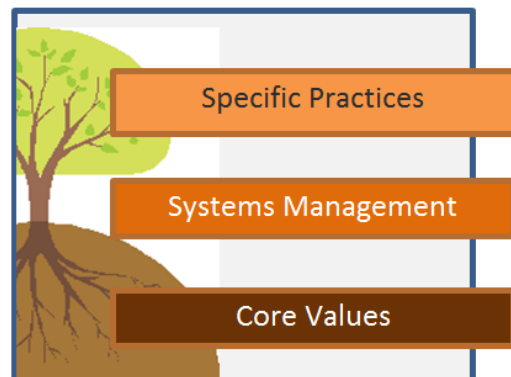 Specific Practices
Systems Management
Core Values